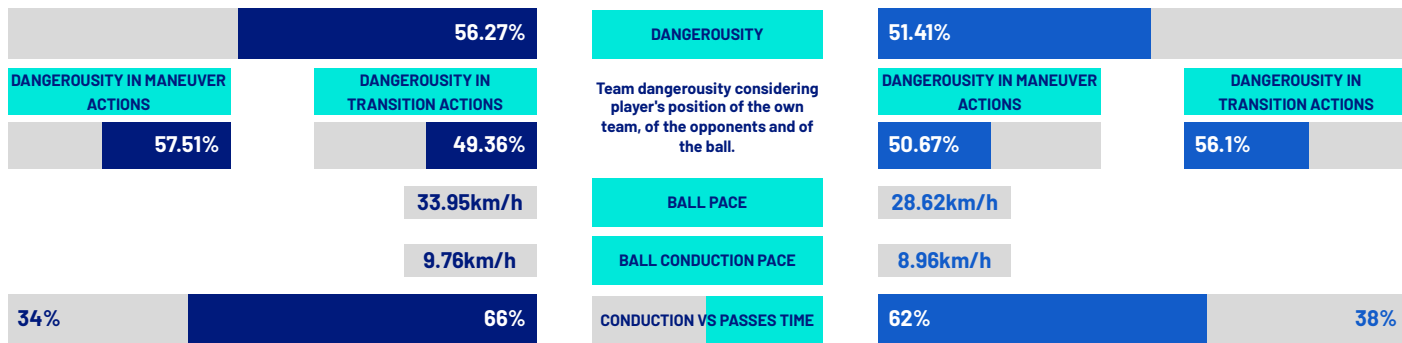 56.27%
DANGEROUSITY
51.41%
DANGEROUSITY IN MANEUVER
ACTIONS
DANGEROUSITY IN
TRANSITION ACTIONS
Team dangerousity considering
player's position of the own
team, of the opponents and of
the ball.
DANGEROUSITY IN MANEUVER
ACTIONS
DANGEROUSITY IN
TRANSITION ACTIONS
57.51%
49.36%
50.67%
56.1%
33.95km/h
BALL PACE
28.62km/h
9.76km/h
BALL CONDUCTION PACE
8.96km/h
34%
66%
CONDUCTION VS PASSES TIME
62%
38%